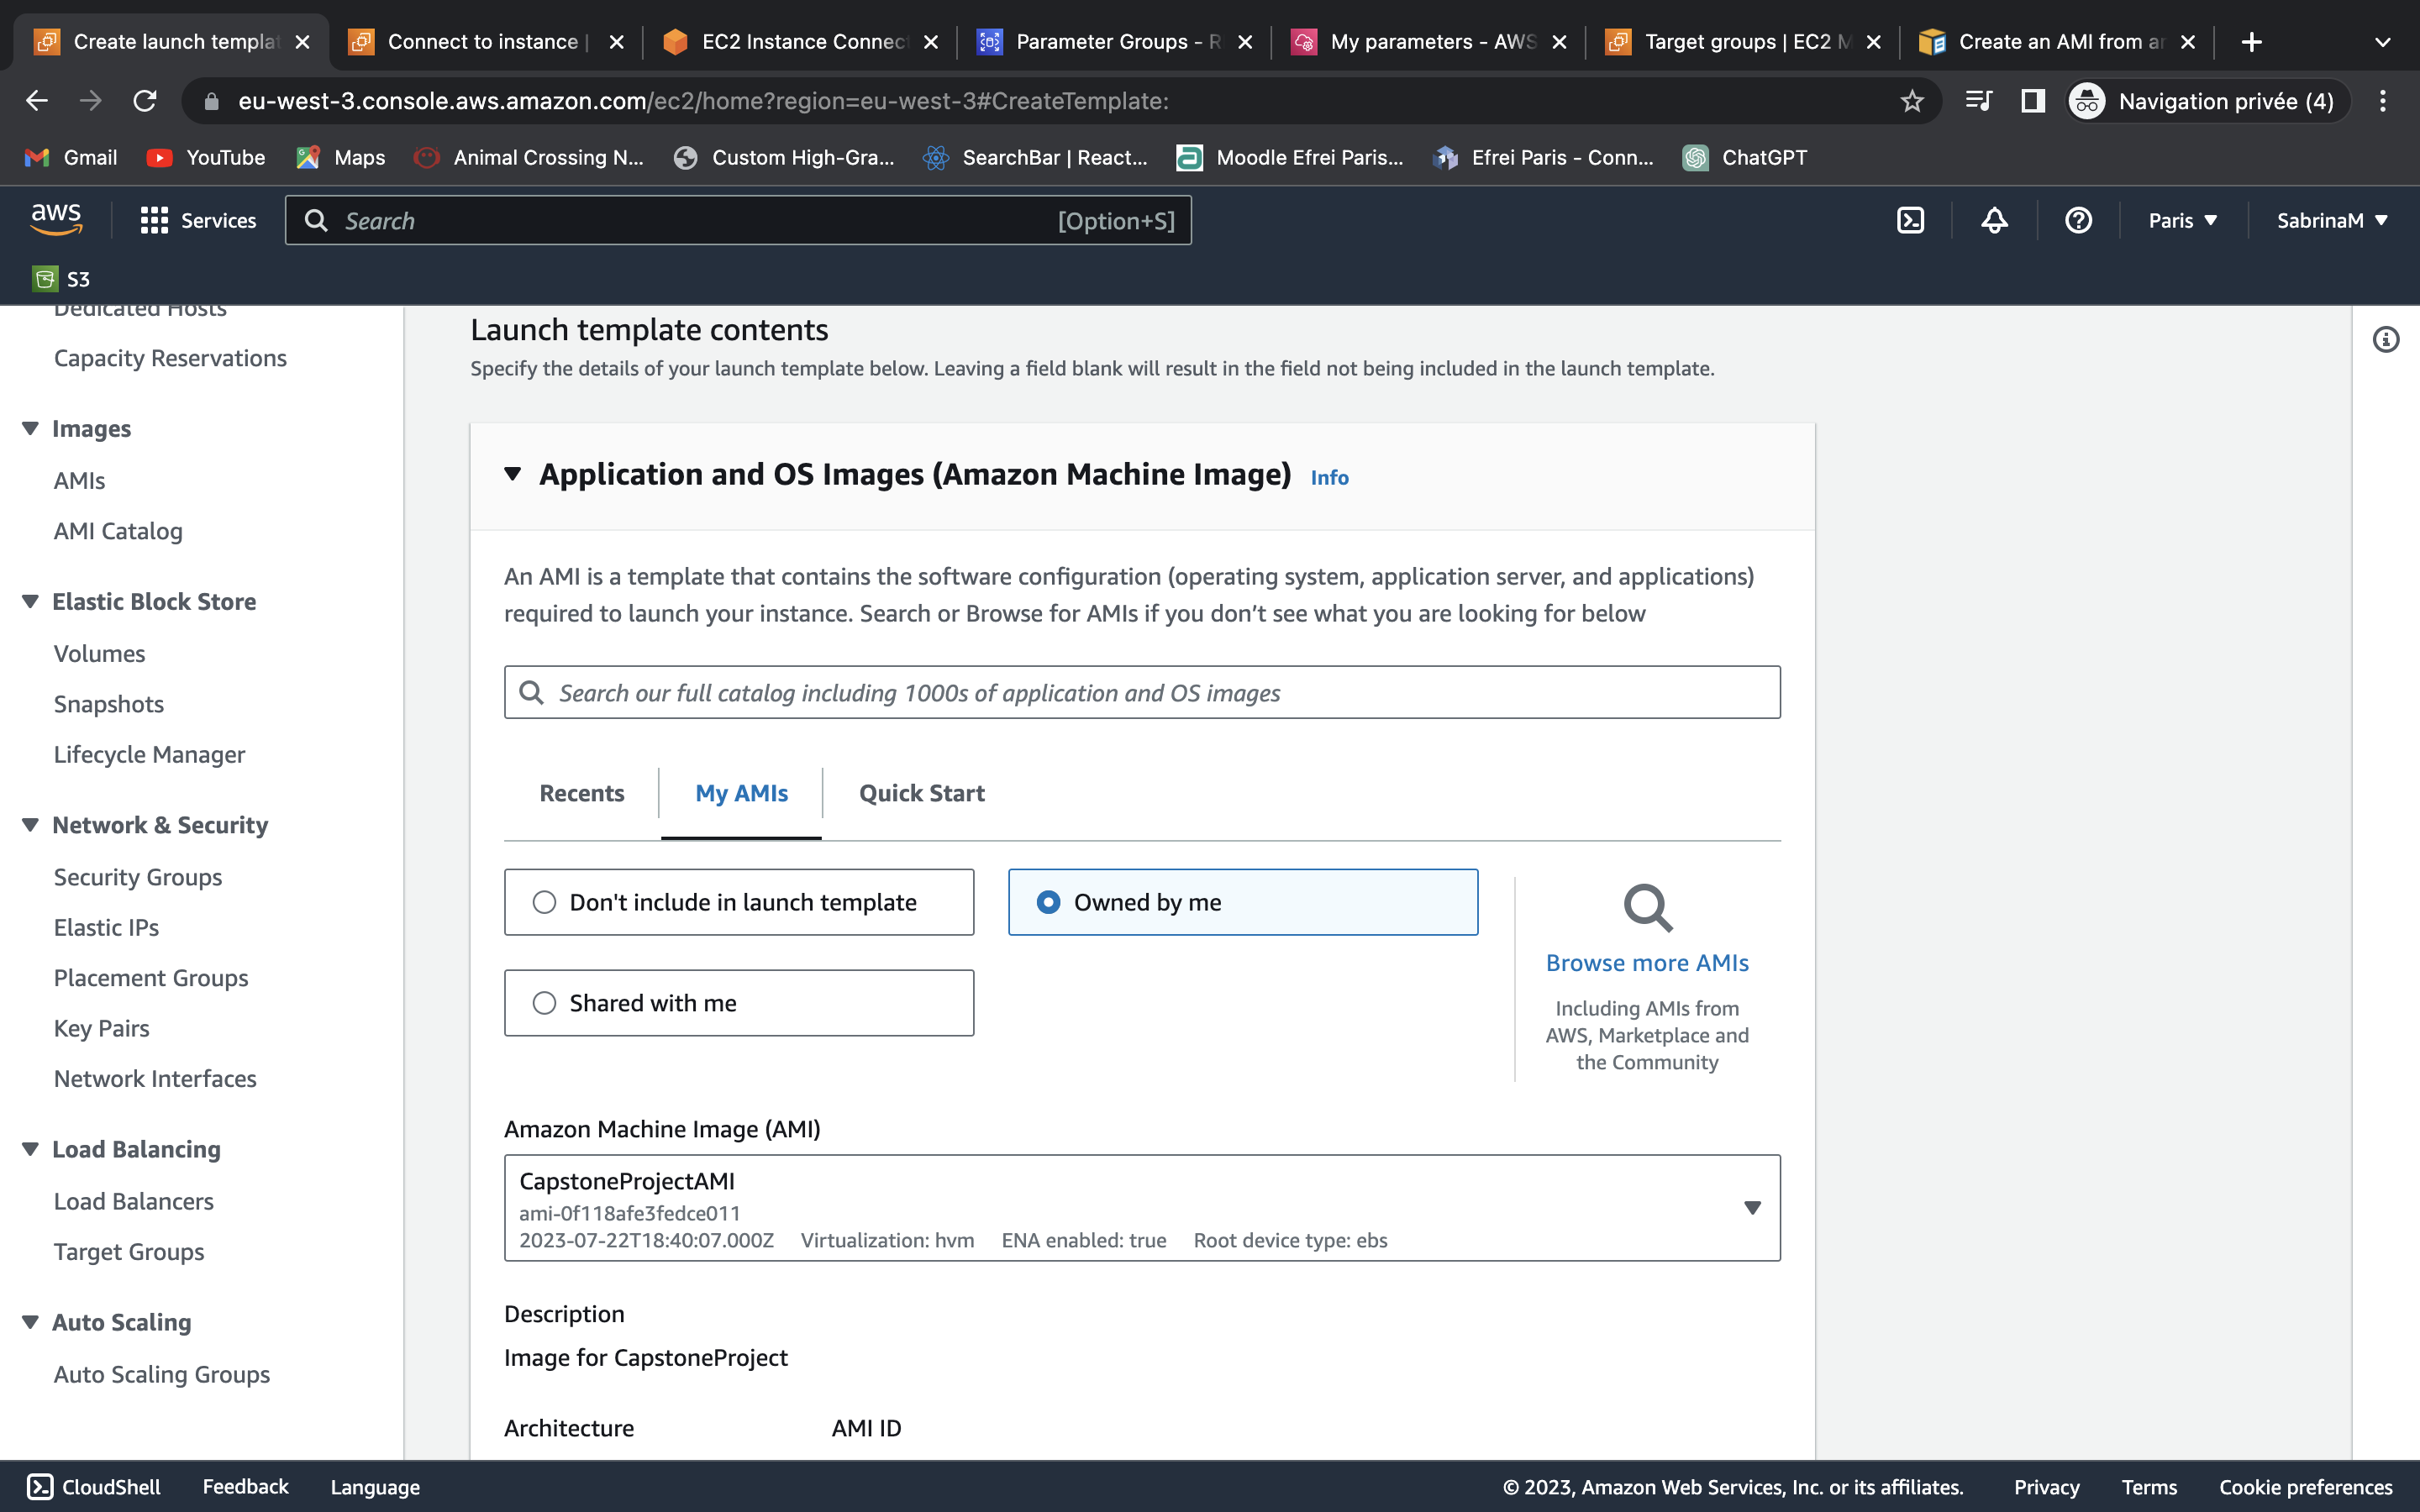 Create launch templat
Connect to instance |
EC2 Instance Connec
Parameter Groups - R
My parameters - AWS
Target groups | EC2 M
Create an AMI from an
eu-west-3.console.aws.amazon.com/ec2/home?region=eu-west-3#CreateTemplate:
Navigation privée (4)
Gmail
YouTube
Maps
Animal Crossing N...
Custom High-Gra...
SearchBar | React...
Moodle Efrei Paris...
Efrei Paris - Conn...
ChatGPT
aws
Services
Search
[Option+S]
Paris
SabrinaM
S3
Dedicated Hosts
Capacity Reservations
Images
AMIs
AMI Catalog
Elastic Block Store
Volumes
Snapshots
Lifecycle Manager
Network & Security
Security Groups
Elastic IPs
Placement Groups
Key Pairs
Network Interfaces
Load Balancing
Load Balancers
Target Groups
Auto Scaling
Auto Scaling Groups
Launch template contents
Specify the details of your launch template below. Leaving a field blank will result in the field not being included in the launch template.
Application and OS Images (Amazon Machine Image) Info
An AMI is a template that contains the software configuration (operating system, application server, and applications)
required to launch your instance. Search or Browse for AMIs if you don’t see what you are looking for below
Search our full catalog including 1000s of application and OS images
Recents
My AMIs
Quick Start
Don't include in launch template
Owned by me
Shared with me
Browse more AMIs
Including AMIs from
AWS, Marketplace and
the Community
Amazon Machine Image (AMI)
CapstoneProjectAMI
ami-0f118afe3fedce011
2023-07-22T18:40:07.000Z Virtualization: hvm ENA enabled: true Root device type: ebs
Description
Image for CapstoneProject
Architecture
AMI ID
CloudShell
Feedback
Language
© 2023, Amazon Web Services, Inc. or its affiliates.
Privacy
Terms
Cookie preferences